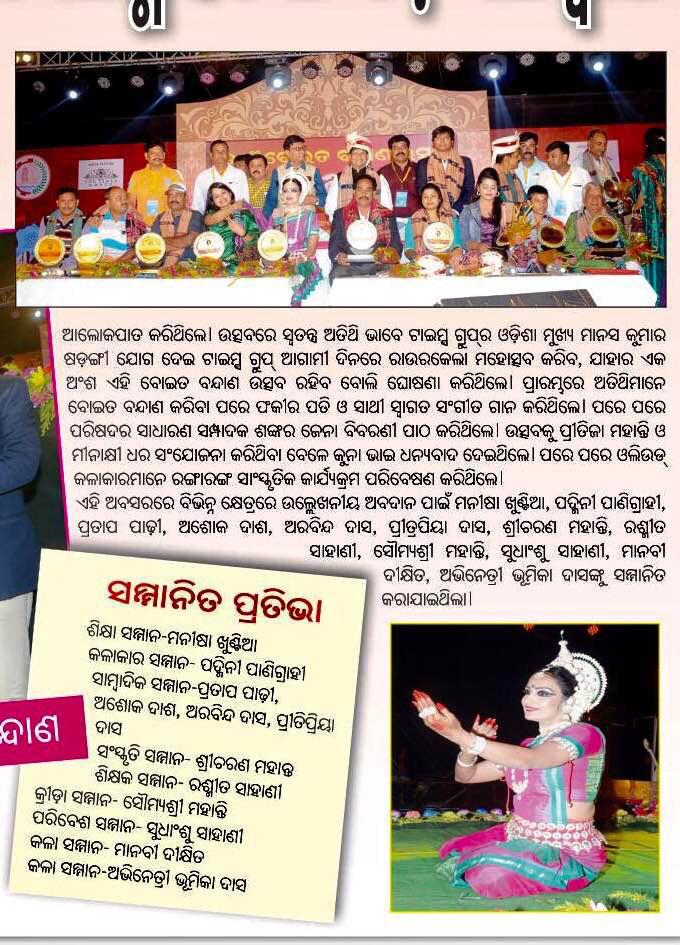 ଆଲୋକପାତ କରିଥିଲେ। ଉତ୍ସବରେ ସ୍ୱତନ୍ତ୍ର ଅତିଥି ଭାବେ ଟାଇମ୍ସ ଗ୍ରୁପ୍‌ର ଓଡ଼ିଶା ମୁଖ୍ୟ ମାନସ କୁମାର
ଷଡ଼ଙ୍ଗୀ ଯୋଗ ଦେଇ ଟାଇମ୍ସ ଗ୍ରୁପ୍ ଆଗାମୀ ଦିନରେ ରାଉରକେଲା ମହୋତ୍ସବ କରିବ, ଯାହାର ଏକ
ଅଂଶ ଏହି ବୋଇତ ବନ୍ଦାଣ ଉତ୍ସବ ରହିବ ବୋଲି ଘୋଷଣା କରିଥିଲେ। ପ୍ରାରମ୍ଭରେ ଅତିଥିମାନେ
ବୋଇତ ବନ୍ଦାଣ କରିବା ପରେ ଫକୀର ପତି ଓ ସାଥୀ ସ୍ୱାଗତ ସଂଗୀତ ଗାନ କରିଥିଲେ। ପରେ ପରେ
ପରିଷଦର ସାଧାରଣ ସମ୍ପାଦକ ଶଙ୍କର ଜେନା ବିବରଣୀ ପାଠ କରିଥିଲେ। ଉତ୍ସବକୁ ପ୍ରୀତିଜା ମହାନ୍ତି ଓ
ମୀନାକ୍ଷୀ ଧର ସଂଯୋଜନା କରିଥିବା ବେଳେ କୁନା ଭାଇ ଧନ୍ୟବାଦ ଦେଇଥିଲେ। ପରେ ପରେ ଓଲିଉଡ୍
କଳାକାରମାନେ ରଙ୍ଗାରଙ୍ଗ ସାଂସ୍କୃତିକ କାର୍ଯ୍ୟକ୍ରମ ପରିବେଷଣ କରିଥିଲେ।
ଏହି ଅବସରରେ ବିଭିନ୍ନ କ୍ଷେତ୍ରରେ ଉଲ୍ଲେଖନୀୟ ଅବଦାନ ପାଇଁ ମନୀଷା ଖୁଣ୍ଟିଆ, ପଦ୍ମିନୀ ପାଣିଗ୍ରାହୀ,
ପ୍ରତାପ ପାଢ଼ୀ, ଅଶୋକ ଦାଶ, ଅରବିନ୍ଦ ଦାସ, ପ୍ରୀତ୍ରପ୍ରିୟା ଦାସ, ଶ୍ରୀଚରଣ ମହାନ୍ତି, ରଶ୍ମୀତ
ସାହାଣୀ, ସୌମ୍ୟଶ୍ରୀ ମହାନ୍ତି, ସୁଧାଂଶୁ ସାହାଣୀ, ମାନବୀ
ଦୀକ୍ଷିତ, ଅଭିନେତ୍ରୀ ଭୂମିକା ଦାସଙ୍କୁ ସମ୍ମାନିତ
କରାଯାଇଥିଲା।
ସମ୍ମାନିତ ପ୍ରତିଭା
ଶିକ୍ଷା ସମ୍ମାନ-ମନୀଷା ଖୁଣ୍ଟିଆ
କଳାକାର ସମ୍ମାନ- ପଦ୍ମିନୀ ପାଣିଗ୍ରାହୀ
ସାମ୍ବାଦିକ ସମ୍ମାନ-ପ୍ରତାପ ପାଢ଼ୀ,
ଅଶୋକ ଦାଶ, ଅରବିନ୍ଦ ଦାସ, ପ୍ରୀତିପ୍ରିୟା
ଦାସ
ସଂସ୍କୃତି ସମ୍ମାନ- ଶ୍ରୀଚରଣ ମହାନ୍ତ
ଶିକ୍ଷକ ସମ୍ମାନ- ରଶ୍ମୀତ ସାହାଣୀ
କ୍ରୀଡ଼ା ସମ୍ମାନ- ସୌମ୍ୟଶ୍ରୀ ମହାନ୍ତି
ପରିବେଶ ସମ୍ମାନ- ସୁଧାଂଶୁ ସାହାଣୀ
କଳା ସମ୍ମାନ- ମାନବୀ ଦୀକ୍ଷିତ
କଳା ସମ୍ମାନ-ଅଭିନେତ୍ରୀ ଭୂମିକା ଦାସ
ନ୍ଦାଣ